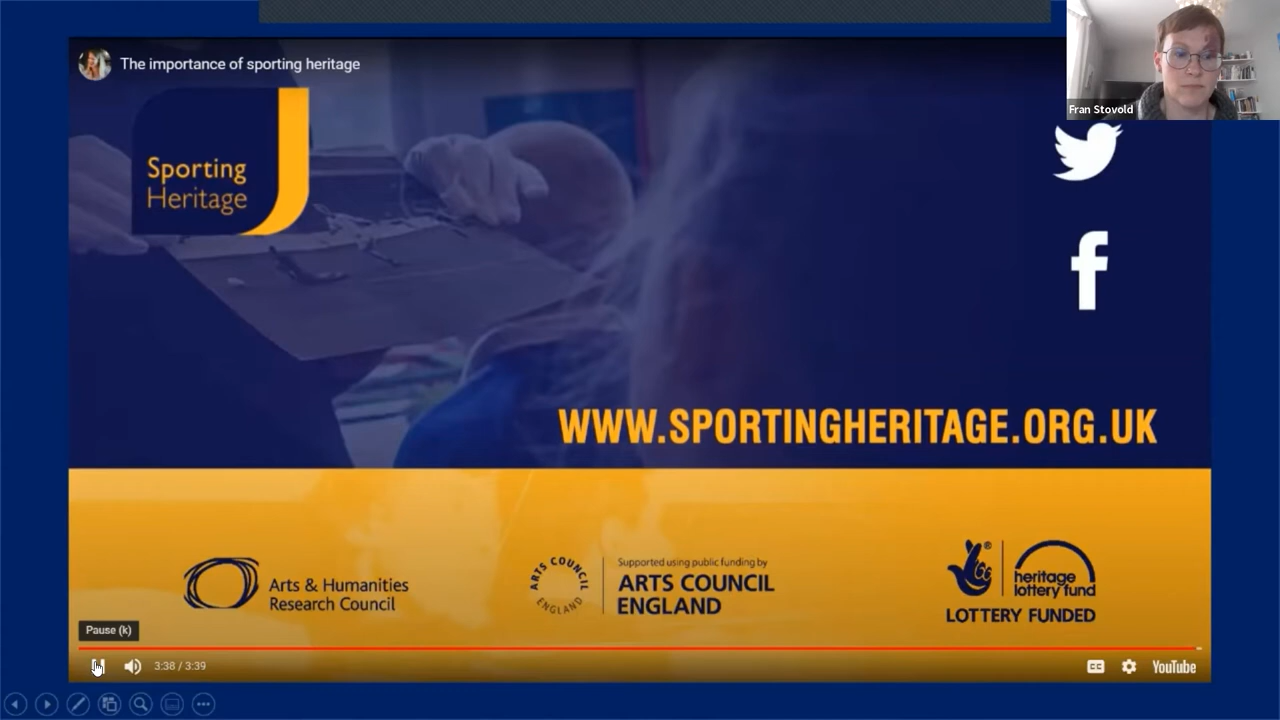 The importance of sporting heritage
Fran Stovold
Sporting
Heritage
WWW.SPORTINGHERITAGE.ORG.UK
Arts & Humanities
Research Council
ARTS COUNCIL
ENGLAND
Supported using public funding by
ARTS COUNCIL
ENGLAND
heritage
lottery fund
LOTTERY FUNDED
Pause (k)
3:38 / 3:39
CC
YouTube